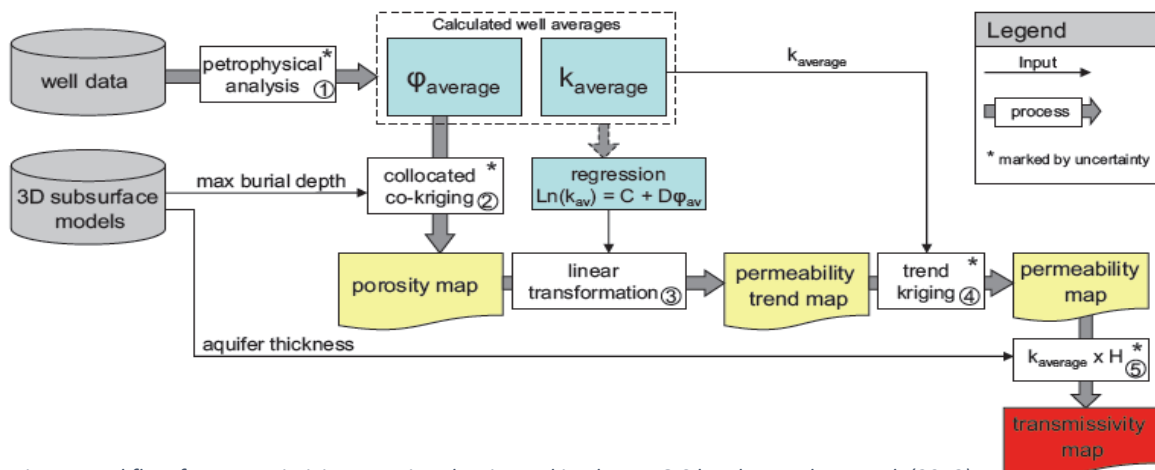 Calculated well averages
well data
petrophysical*
analysis ①
φaverage
kaverage
kaverage
Legend
Input
process
* marked by uncertainty
3D subsurface
models
max burial depth
collocated *
co-kriging ②
regression
Ln(kav) = C + Dφav
porosity map
linear
transformation ③
permeability
trend map
trend *
kriging ④
permeability
map
aquifer thickness
kaverage x H *
⑤
transmissivity
map